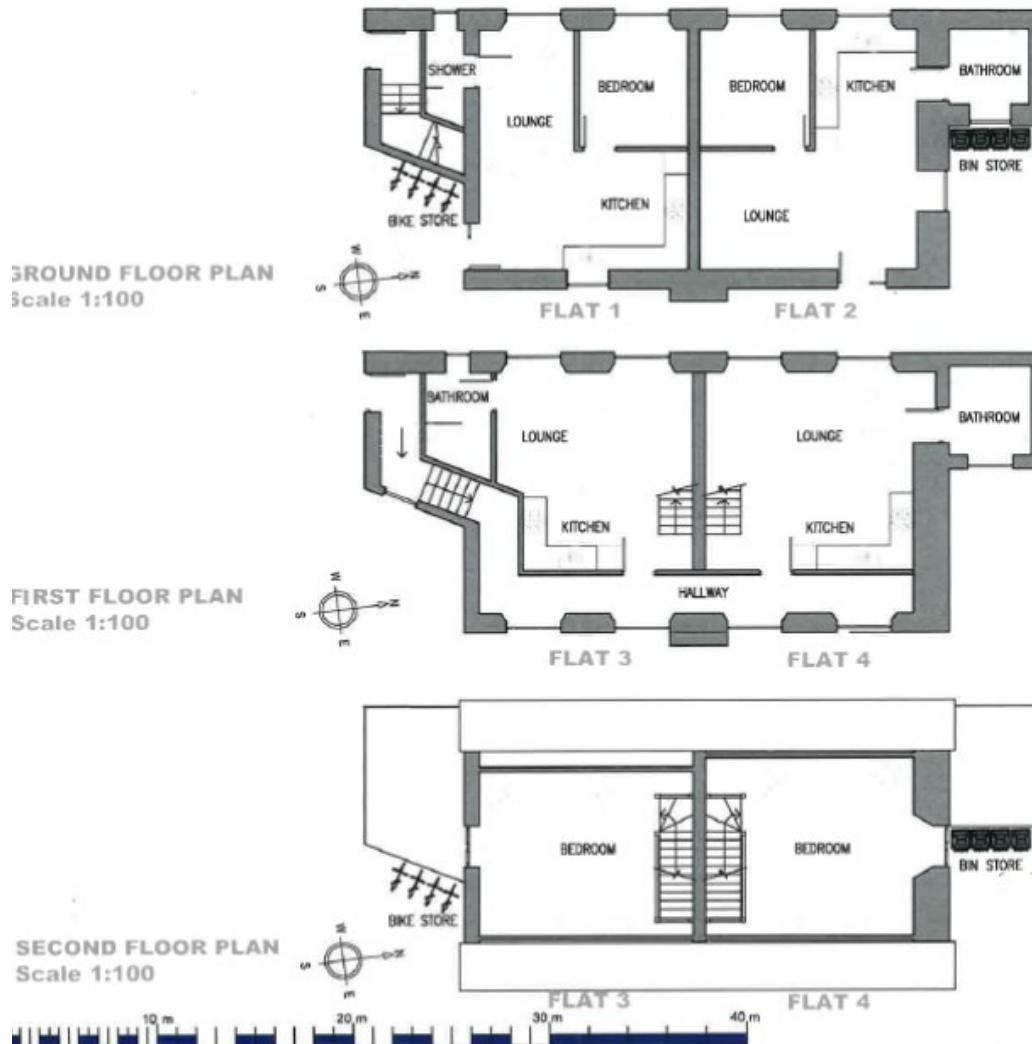 SHOWER
LOUNGE
BEDROOM
BEDROOM
KITCHEN
BATHROOM
BIN STORE
KITCHEN
LOUNGE
BIKE STORE
W
N
S
E
GROUND FLOOR PLAN
Scale 1:100
FLAT 1
FLAT 2
BATHROOM
LOUNGE
LOUNGE
BATHROOM
KITCHEN
KITCHEN
HALLWAY
W
N
S
E
FIRST FLOOR PLAN
Scale 1:100
FLAT 3
FLAT 4
BEDROOM
BEDROOM
BIN STORE
BIKE STORE
W
N
S
E
SECOND FLOOR PLAN
Scale 1:100
FLAT 3
FLAT 4
10 m
20 m
30 m
40 m